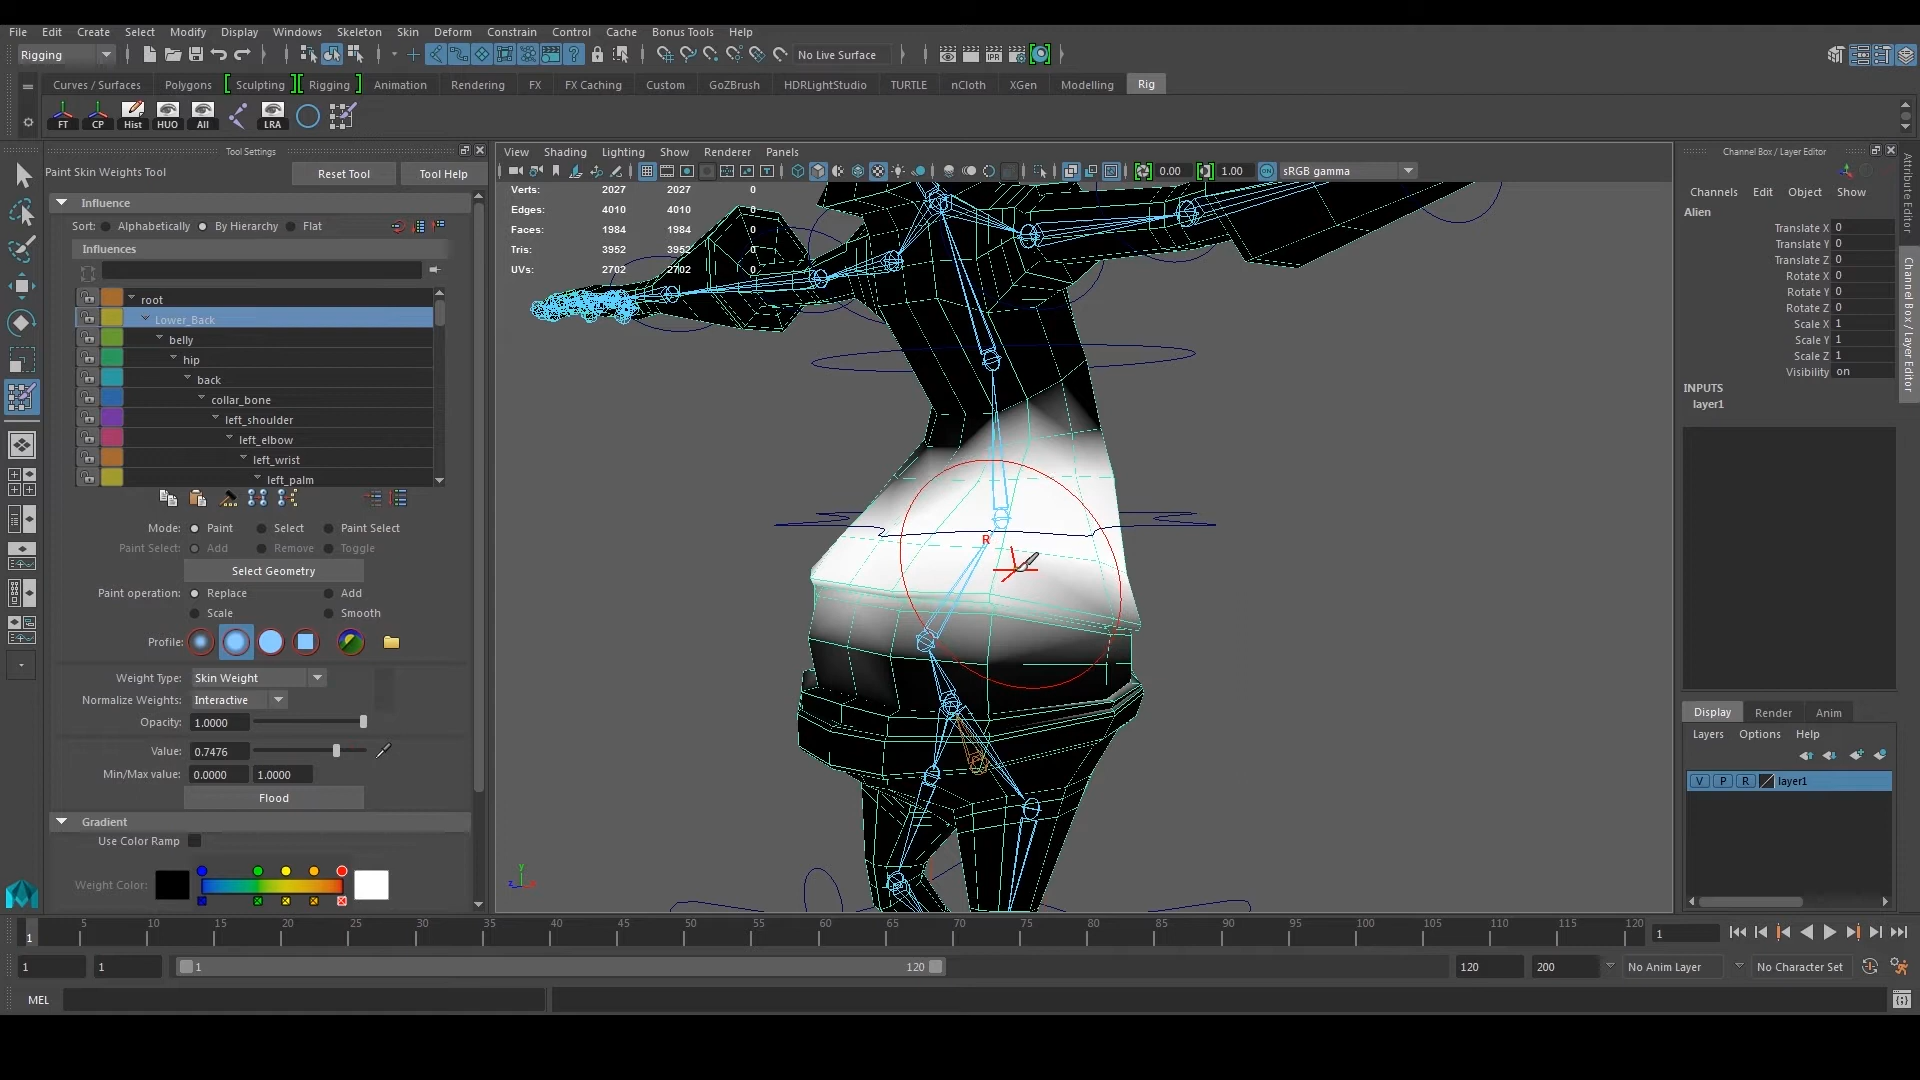 File Edit Create Select Modify Display Windows Skeleton Skin Deform Constrain Control Cache Bonus Tools Help
Rigging No Live Surface
Curves / Surfaces Polygons Sculpting Rigging Animation Rendering FX FX Caching Custom GoZBrush HDRLightStudio TURTLE nCloth XGen Modelling Rig
FT CP Hist HUO All LRA
Tool Settings
Paint Skin Weights Tool Reset Tool Tool Help
Influence
Sort: Alphabetically By Hierarchy Flat
Influences
root
Lower_Back
belly
hip
back
collar_bone
left_shoulder
left_elbow
left_wrist
left_palm
Mode: Paint Select Paint Select
Paint Select: Add Remove Toggle
Select Geometry
Paint operation: Replace Add
Scale Smooth
Profile:
Weight Type: Skin Weight
Normalize Weights: Interactive
Opacity: 1.0000
Value: 0.7476
Min/Max value: 0.0000 1.0000
Flood
Gradient
Use Color Ramp
Weight Color:
View Shading Lighting Show Renderer Panels
0.00 1.00 ON sRGB gamma
Verts: 2027 2027 0
Edges: 4010 4010 0
Faces: 1984 1984 0
Tris: 3952 3952 0
UVs: 2702 2702 0
R
y
z
Channel Box / Layer Editor
Channels Edit Object Show
Alien
Translate X 0
Translate Y 0
Translate Z 0
Rotate X 0
Rotate Y 0
Rotate Z 0
Scale X 1
Scale Y 1
Scale Z 1
Visibility on
INPUTS
layer1
Display Render Anim
Layers Options Help
V P R layer1
Attribute Editor
Channel Box / Layer Editor
1 5 10 15 20 25 30 35 40 45 50 55 60 65 70 75 80 85 90 95 100 105 110 115 120 1
1 1 1 120 120 200 No Anim Layer No Character Set
MEL